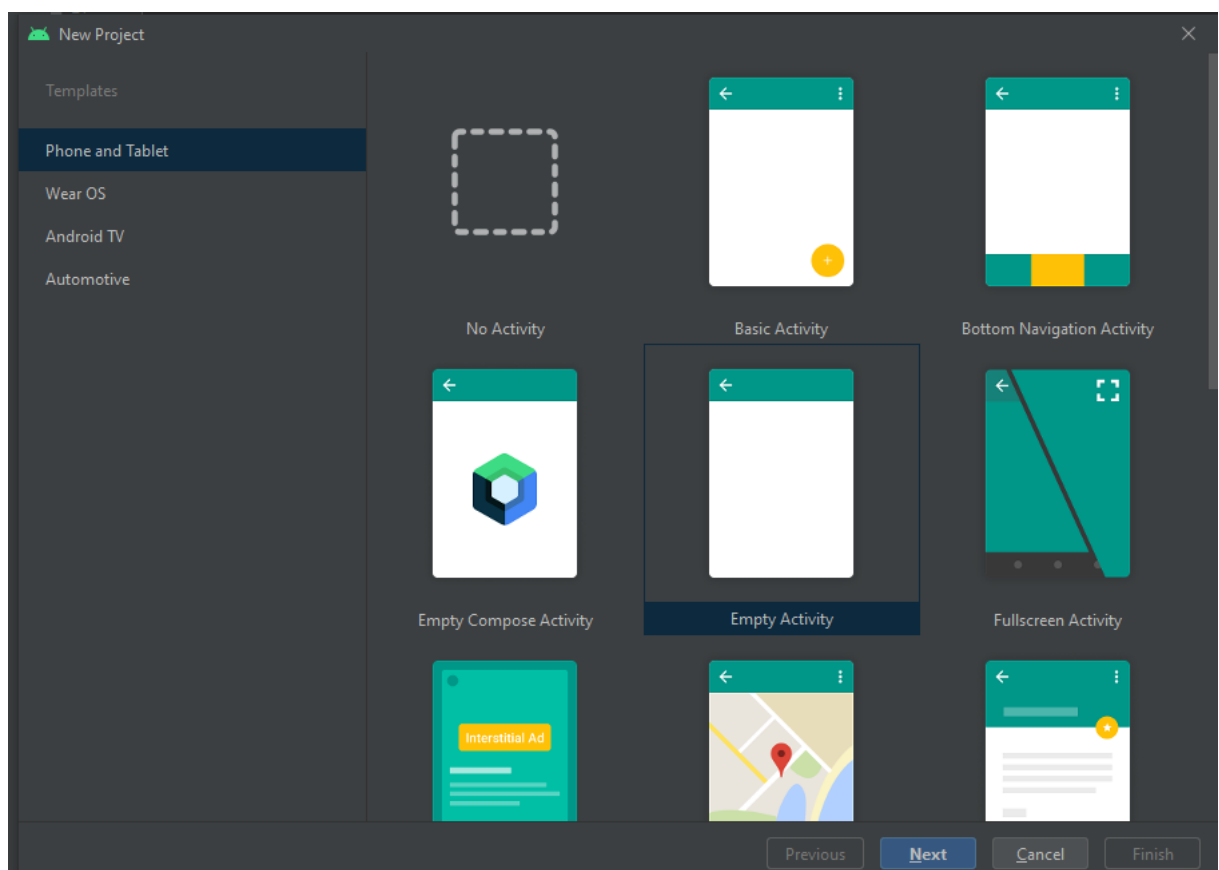 New Project
Templates
Phone and Tablet
Wear OS
Android TV
Automotive
No Activity
Basic Activity
Bottom Navigation Activity
Empty Compose Activity
Empty Activity
Fullscreen Activity
Interstitial Ad
Previous
Next
Cancel
Finish